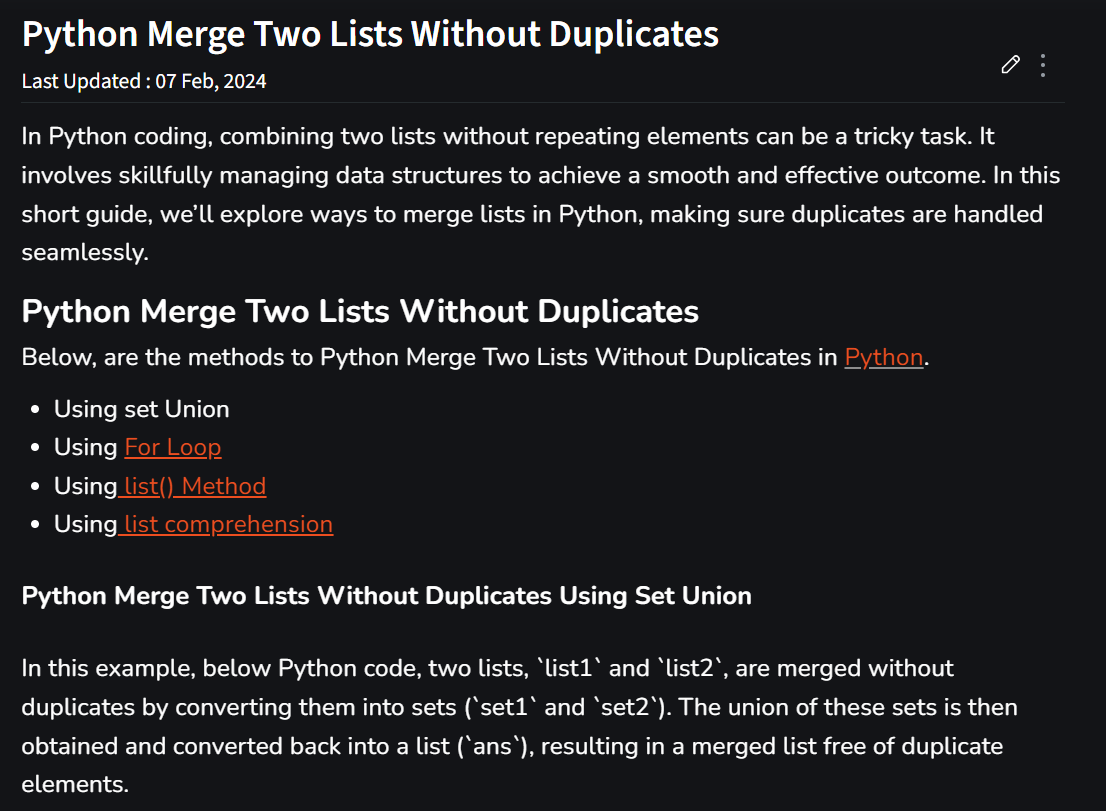 Python Merge Two Lists Without Duplicates
Last Updated : 07 Feb, 2024
In Python coding, combining two lists without repeating elements can be a tricky task. It
involves skillfully managing data structures to achieve a smooth and effective outcome. In this
short guide, we’ll explore ways to merge lists in Python, making sure duplicates are handled
seamlessly.
Python Merge Two Lists Without Duplicates
Below, are the methods to Python Merge Two Lists Without Duplicates in Python.
• Using set Union
• Using For Loop
• Using list() Method
• Using list comprehension
Python Merge Two Lists Without Duplicates Using Set Union
In this example, below Python code, two lists, `list1` and `list2`, are merged without
duplicates by converting them into sets (`set1` and `set2`). The union of these sets is then
obtained and converted back into a list (`ans`), resulting in a merged list free of duplicate
elements.